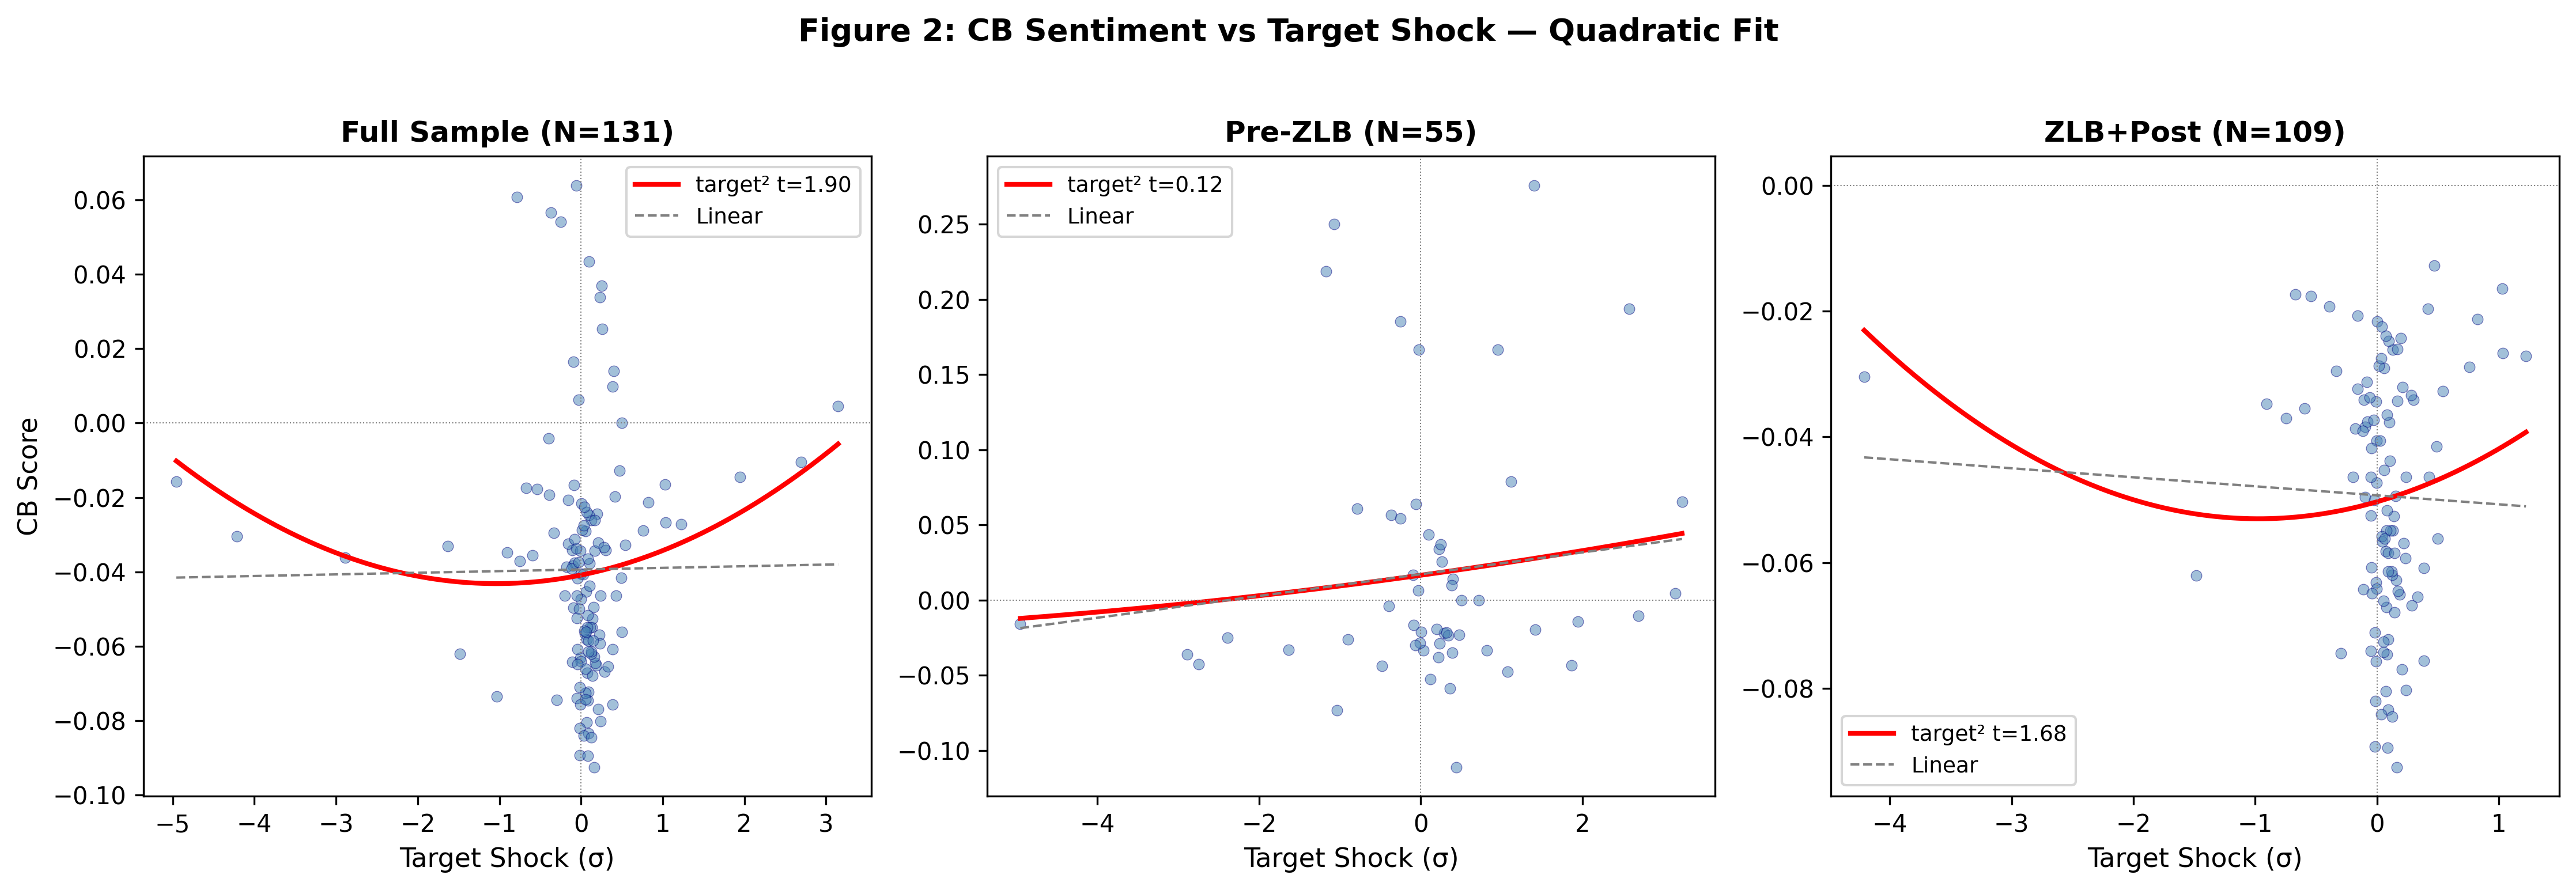 Figure 2: CB Sentiment vs Target Shock — Quadratic Fit
Full Sample (N=131)
target² t=1.90
Linear
0.06
0.04
0.02
0.00
−0.02
−0.04
−0.06
−0.08
−0.10
CB Score
−5 −4 −3 −2 −1 0 1 2 3
Target Shock (σ)
Pre-ZLB (N=55)
target² t=0.12
Linear
0.25
0.20
0.15
0.10
0.05
0.00
−0.05
−0.10
−4 −2 0 2
Target Shock (σ)
ZLB+Post (N=109)
0.00
−0.02
−0.04
−0.06
−0.08
target² t=1.68
Linear
−4 −3 −2 −1 0 1
Target Shock (σ)